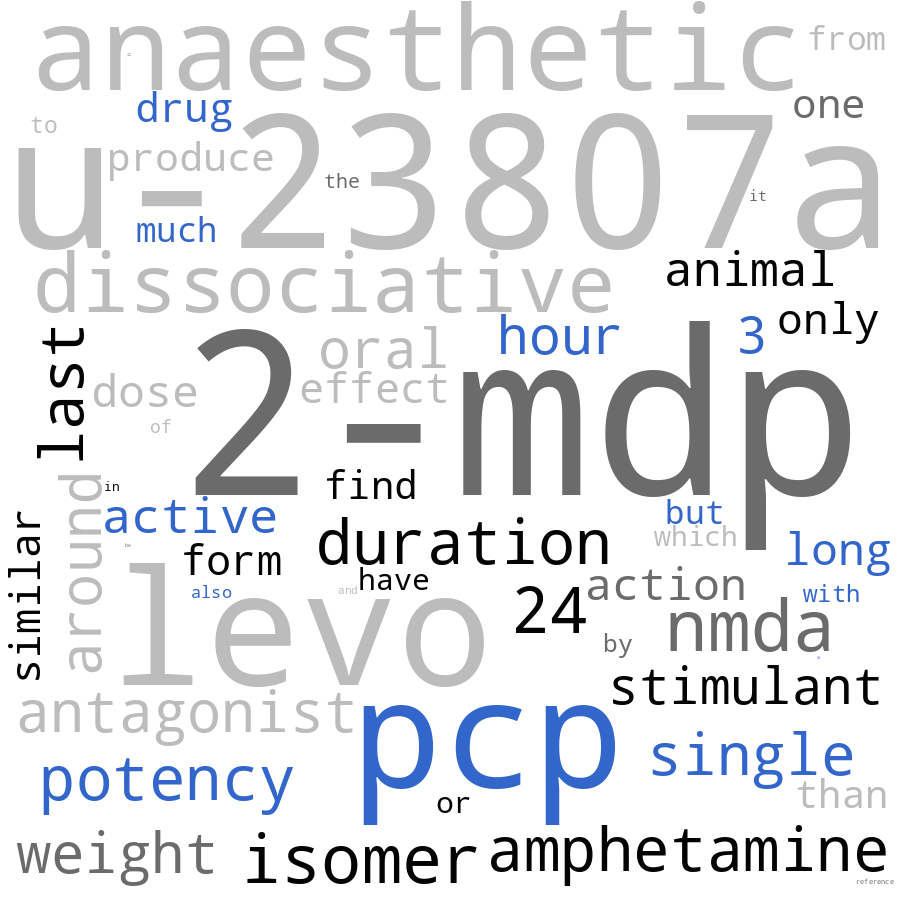 anaesthetic
from
drug
one
to
u-23807a
produce
the
it
much
dissociative
animal
only
hour
3
last
oral
2-mdp
dose
effect
of
find
in
around
active
but
which
duration
long
similar
form
have
action
also
and
with
24
levo
nmda
by
stimulant
antagonist
pcp
single
potency
than
or
weight
isomer
amphetamine
reference